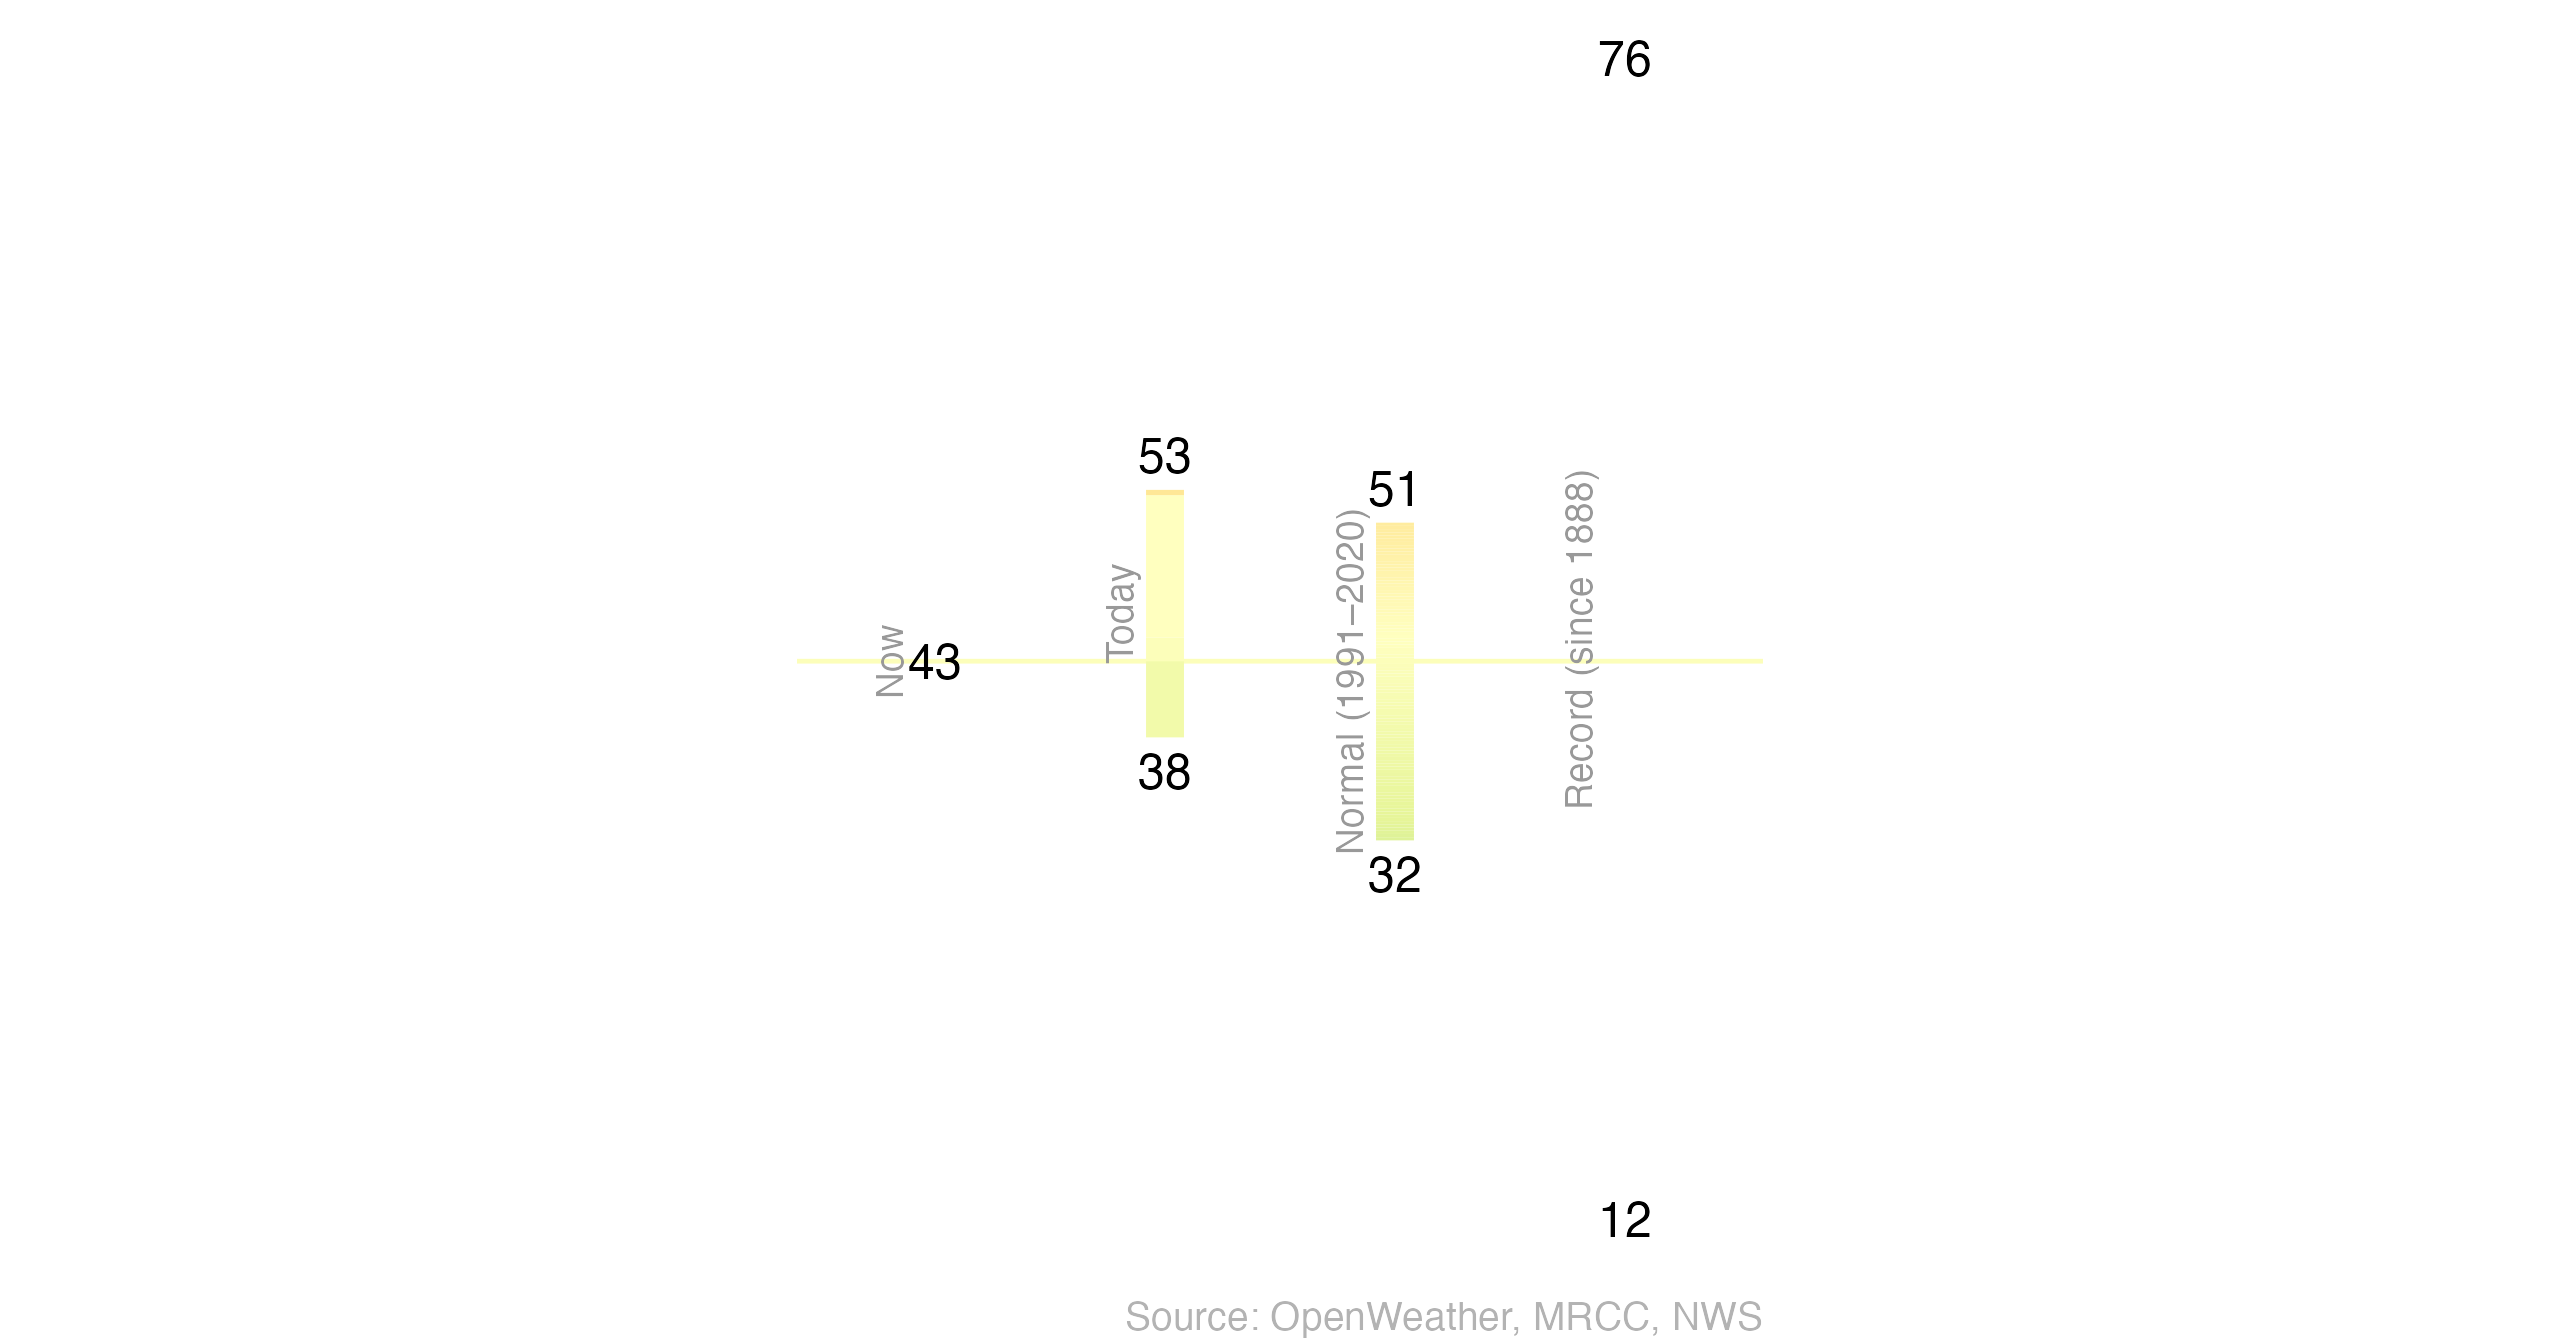 76
53
51
Now
43
Today
38
Normal (1991–2020)
32
Record (since 1888)
12
Source: OpenWeather, MRCC, NWS